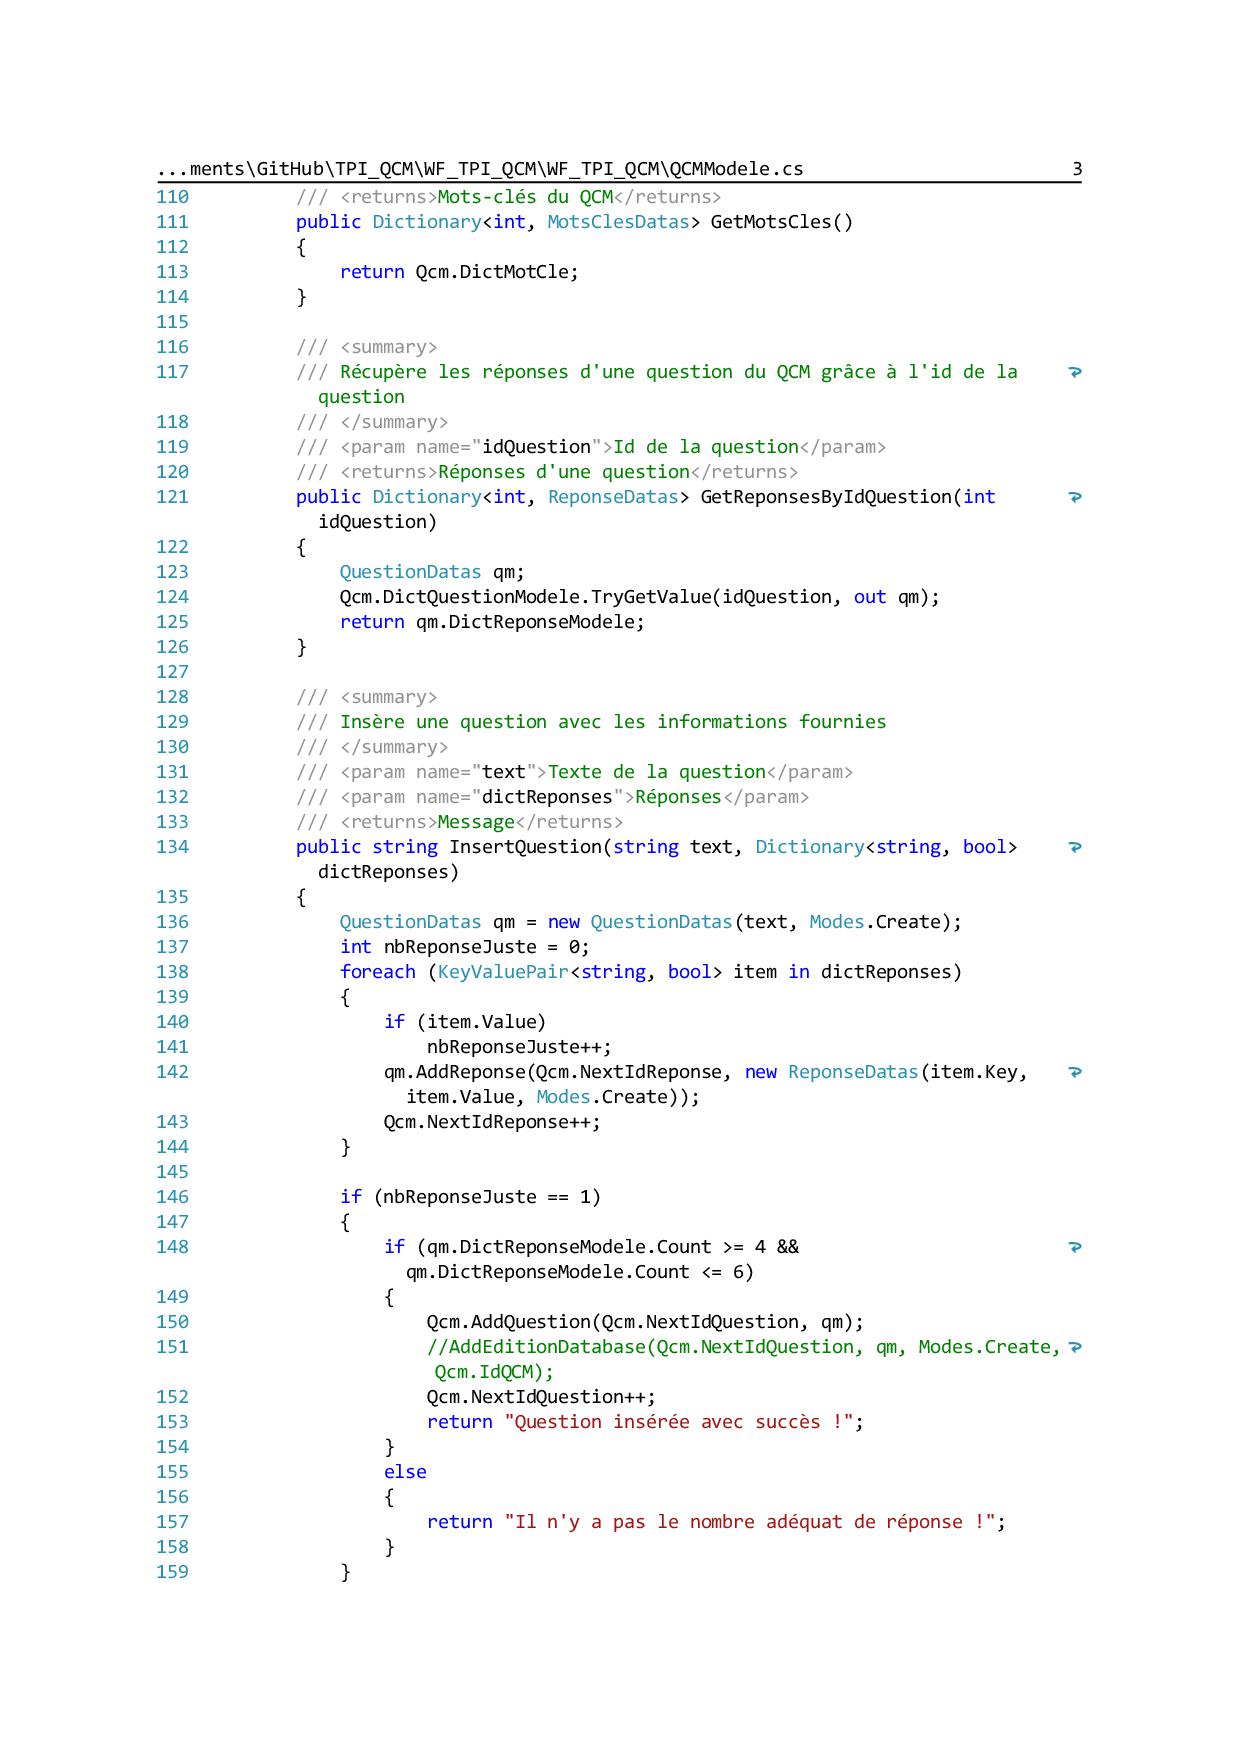 ...ments\GitHub\TPI_QCM\WF_TPI_QCM\WF_TPI_QCM\QCMModele.cs 3
110 /// <returns>Mots-clés du QCM</returns>
111 public Dictionary<int, MotsClesDatas> GetMotsCles()
112 {
113 return Qcm.DictMotCle;
114 }
115
116 /// <summary>
117 /// Récupère les réponses d'une question du QCM grâce à l'id de la
question
118 /// </summary>
119 /// <param name="idQuestion">Id de la question</param>
120 /// <returns>Réponses d'une question</returns>
121 public Dictionary<int, ReponseDatas> GetReponsesByIdQuestion(int
idQuestion)
122 {
123 QuestionDatas qm;
124 Qcm.DictQuestionModele.TryGetValue(idQuestion, out qm);
125 return qm.DictReponseModele;
126 }
127
128 /// <summary>
129 /// Insère une question avec les informations fournies
130 /// </summary>
131 /// <param name="text">Texte de la question</param>
132 /// <param name="dictReponses">Réponses</param>
133 /// <returns>Message</returns>
134 public string InsertQuestion(string text, Dictionary<string, bool>
dictReponses)
135 {
136 QuestionDatas qm = new QuestionDatas(text, Modes.Create);
137 int nbReponseJuste = 0;
138 foreach (KeyValuePair<string, bool> item in dictReponses)
139 {
140 if (item.Value)
141 nbReponseJuste++;
142 qm.AddReponse(Qcm.NextIdReponse, new ReponseDatas(item.Key,
item.Value, Modes.Create));
143 Qcm.NextIdReponse++;
144 }
145
146 if (nbReponseJuste == 1)
147 {
148 if (qm.DictReponseModele.Count >= 4 &&
qm.DictReponseModele.Count <= 6)
149 {
150 Qcm.AddQuestion(Qcm.NextIdQuestion, qm);
151 //AddEditionDatabase(Qcm.NextIdQuestion, qm, Modes.Create,
Qcm.IdQCM);
152 Qcm.NextIdQuestion++;
153 return "Question insérée avec succès !";
154 }
155 else
156 {
157 return "Il n'y a pas le nombre adéquat de réponse !";
158 }
159 }